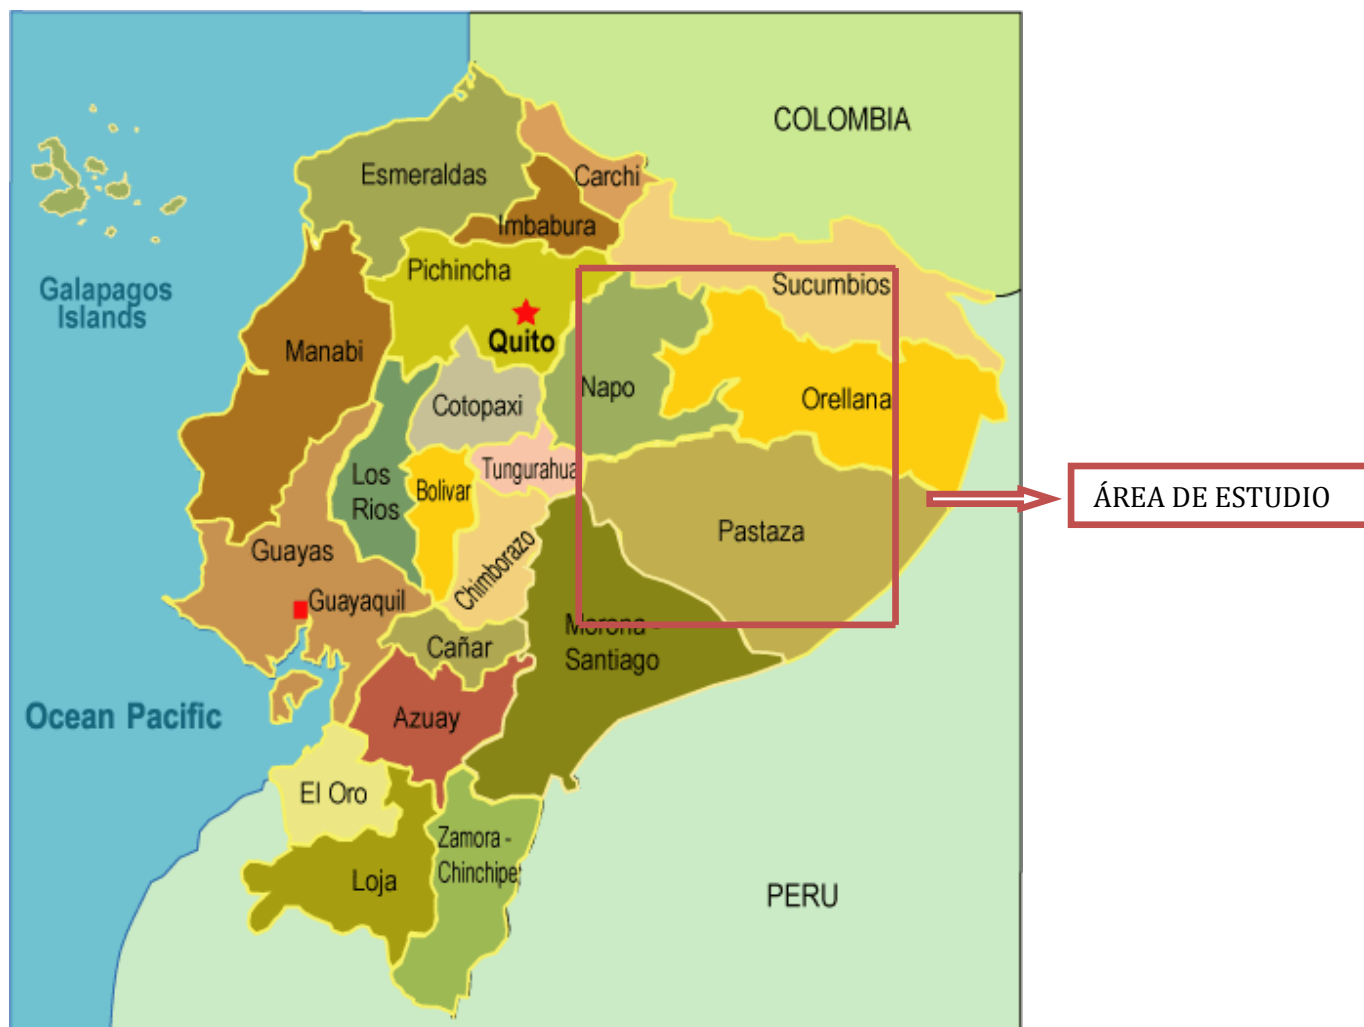 COLOMBIA
Esmeraldas
Carchi
Imbabura
Pichincha
Galapagos
Islands
Sucumbios
Quito
Manabi
Napo
Orellana
Cotopaxi
Tungurahua
Los
Rios
Bolivar
ÁREA DE ESTUDIO
Pastaza
Guayas
Chimborazo
Guayaquil
Morona -
Santiago
Cañar
Ocean Pacific
Azuay
El Oro
Zamora -
Chinchipe
Loja
PERU